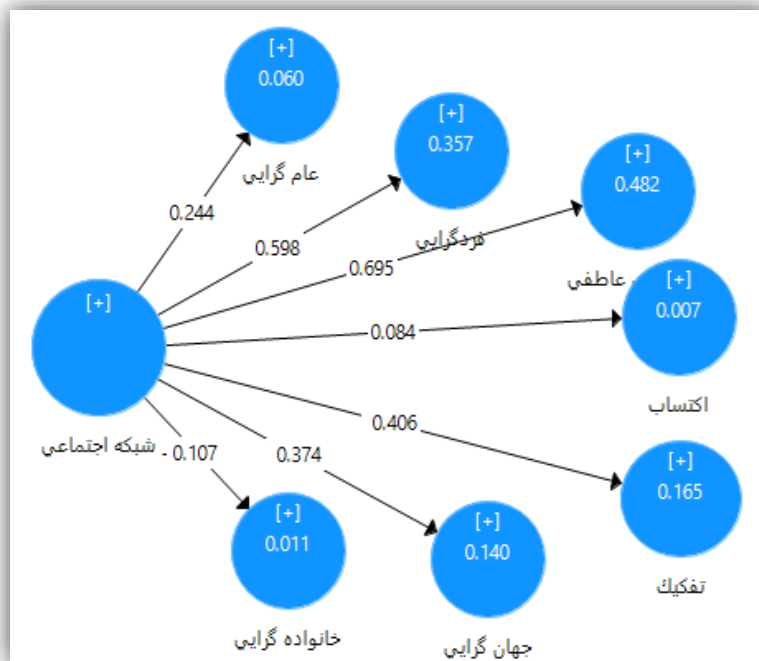 [+]
0.060
عام گرايي
[+]
0.357
فردگرايي
[+]
0.482
عاطفي
[+]
0.007
اكتساب
[+]
0.165
تفكيك
[+]
0.140
جهان گرايي
[+]
0.011
خانواده گرايي
[+]
شبكه اجتماعي
0.244
0.598
0.695
0.084
0.406
0.374
- 0.107